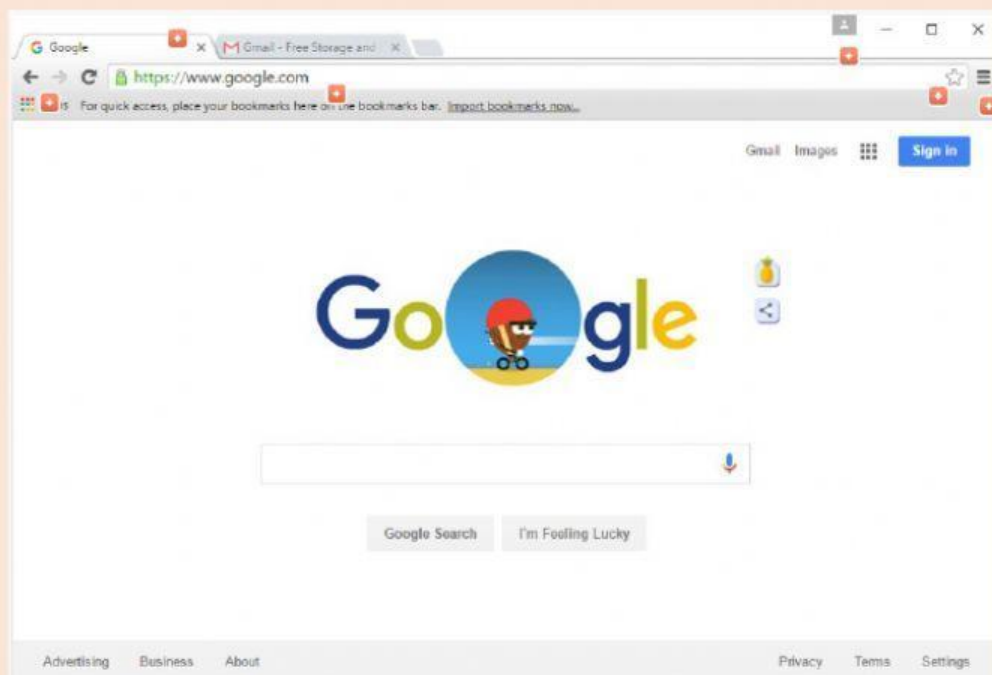 Google
Gmail - Free Storage and
https://www.google.com
For quick access, place your bookmarks here on the bookmarks bar. Import bookmarks now...
Gmail Images Sign in
Google
Google Search I'm Feeling Lucky
Advertising Business About Privacy Terms Settings